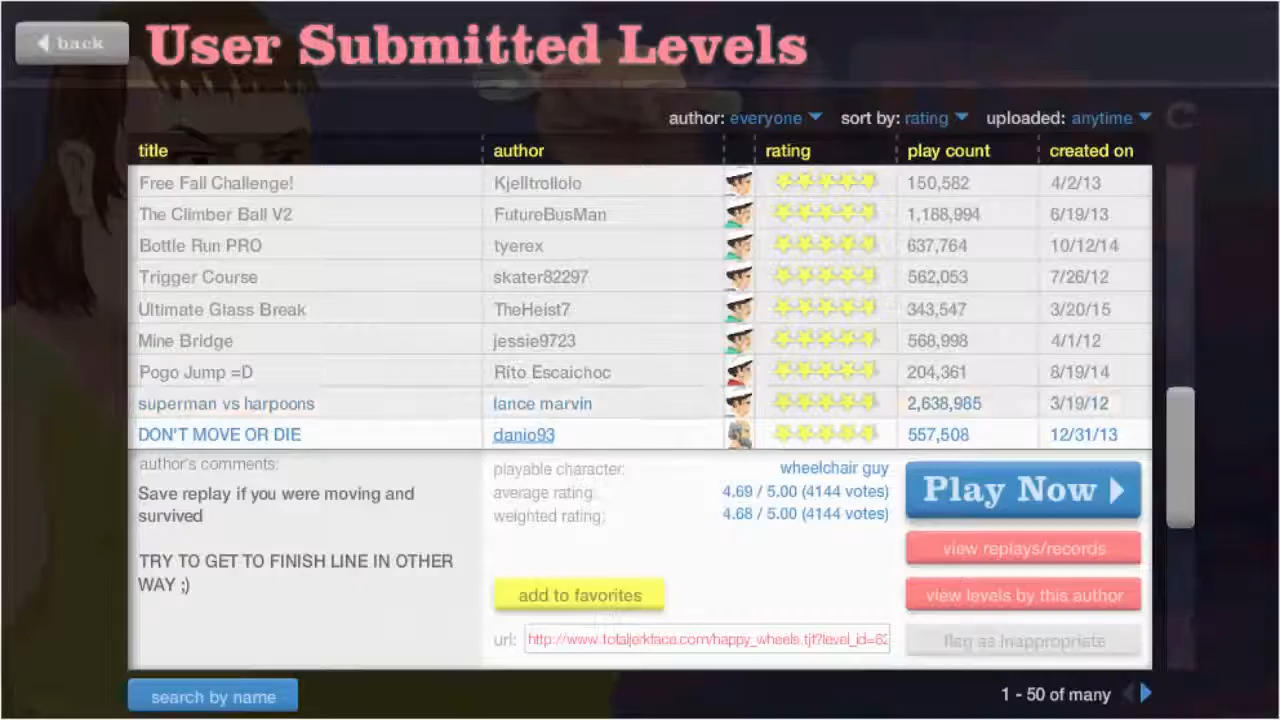 back
User Submitted Levels
author: everyone sort by: rating uploaded: anytime
title author rating play count created on
Free Fall Challenge! Kjelltrollolo 150,582 4/2/13
The Climber Ball V2 FutureBusMan 1,188,994 6/19/13
Bottle Run PRO tyerex 637,764 10/12/14
Trigger Course skater82297 562,053 7/26/12
Ultimate Glass Break TheHeist7 343,547 3/20/15
Mine Bridge jessie9723 568,998 4/1/12
Pogo Jump =D Rito Escaichoc 204,361 8/19/14
superman vs harpoons lance marvin 2,638,985 3/19/12
DON'T MOVE OR DIE danio93 557,508 12/31/13
author's comments:
Save replay if you were moving and
survived
TRY TO GET TO FINISH LINE IN OTHER
WAY ;)
playable character: wheelchair guy
average rating: 4.69 / 5.00 (4144 votes)
weighted rating: 4.68 / 5.00 (4144 votes)
add to favorites
url: http://www.totaljerkface.com/happy_wheels.tjf?level_id=62
Play Now
view replays/records
view levels by this author
flag as inappropriate
search by name
1 - 50 of many